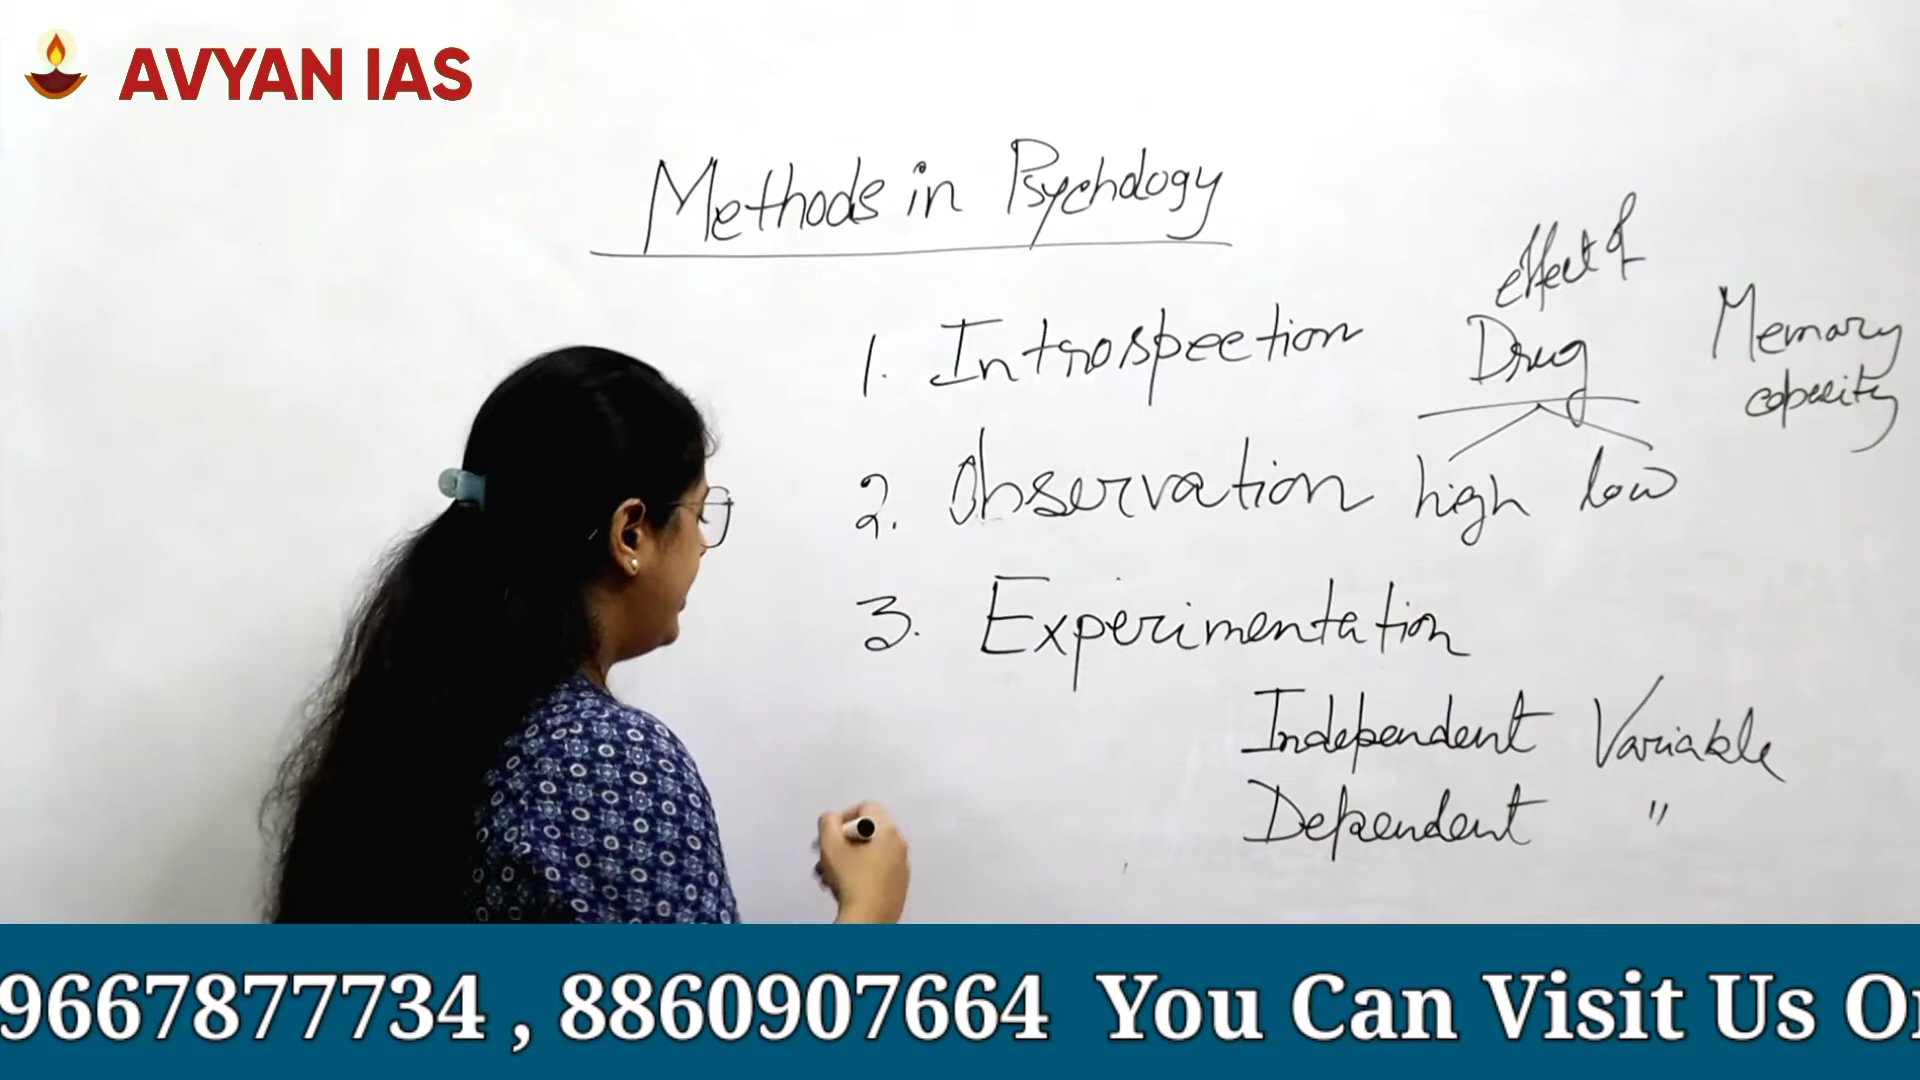 AVYAN IAS
Methods in Psychology
1. Introspection
effect of
Drug
Memory
capacity
2. Observation
high low
3. Experimentation
Independent Variable
Dependent "
9667877734 , 8860907664 You Can Visit Us On